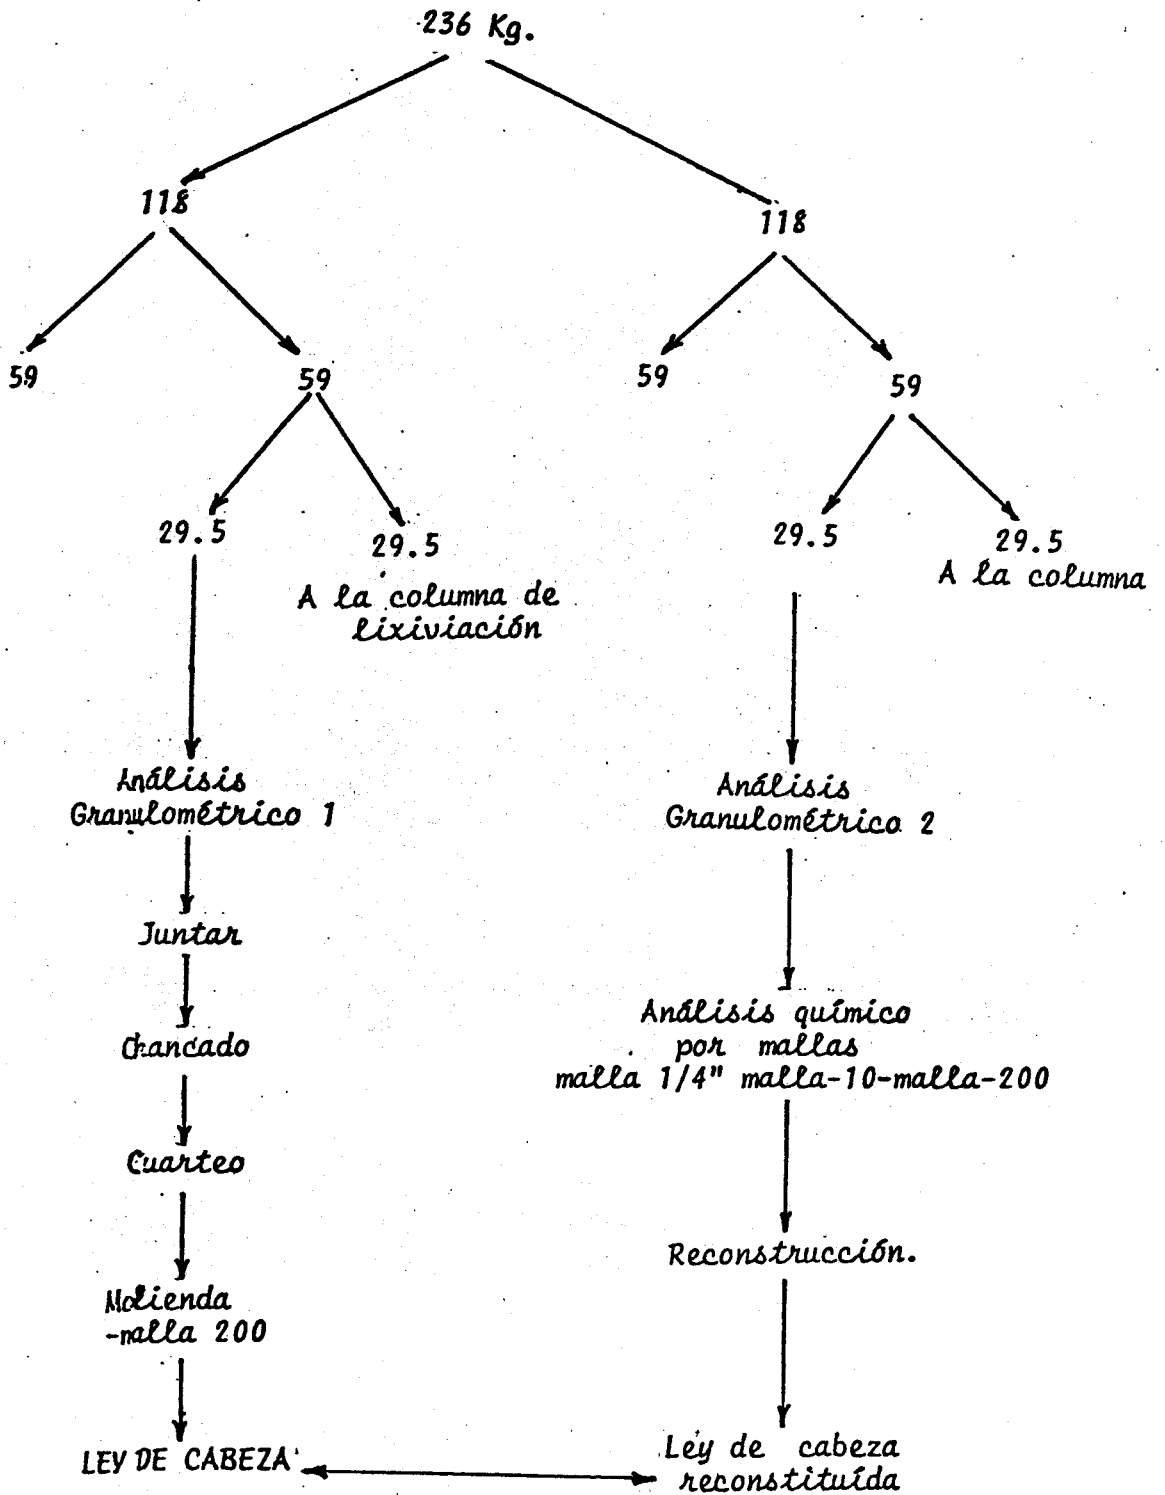 236 Kg.
118
118
59
59
59
59
29.5
29.5
29.5
29.5
A la columna de
lixiviación
A la columna
Análisis
Granulométrico 1
Análisis
Granulométrico 2
Juntar
Chancado
Análisis químico
por mallas
malla 1/4" malla-10-malla-200
Cuarteo
Reconstrucción.
Molienda
-malla 200
LEY DE CABEZA
Ley de cabeza
reconstituída